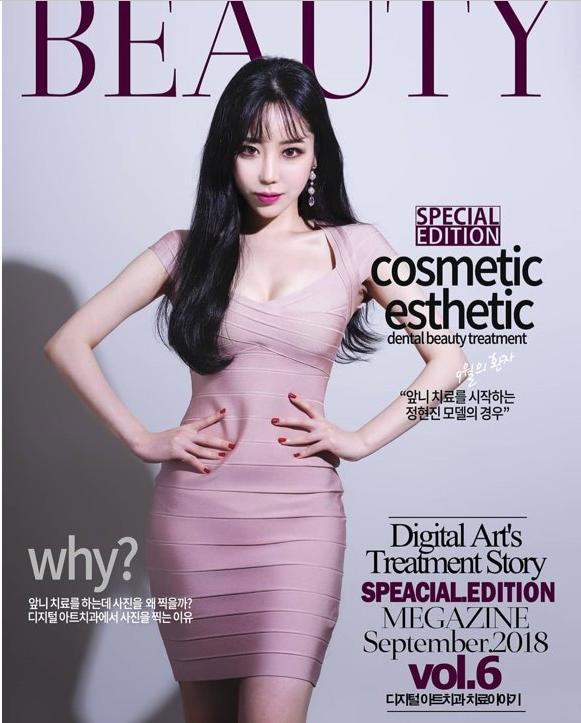 BEAUTY
SPECIAL
EDITION
cosmetic
esthetic
dental beauty treatment
9월의 환자
“앞니 치료를 시작하는
정현진 모델의 경우”
why?
앞니 치료를 하는데 사진을 왜 찍을까?
디지털 아트치과에서 사진을 찍는 이유
Digital Art's
Treatment Story
SPEACIAL.EDITION
MEGAZINE
September.2018
vol.6
디지털아트치과 치료이야기